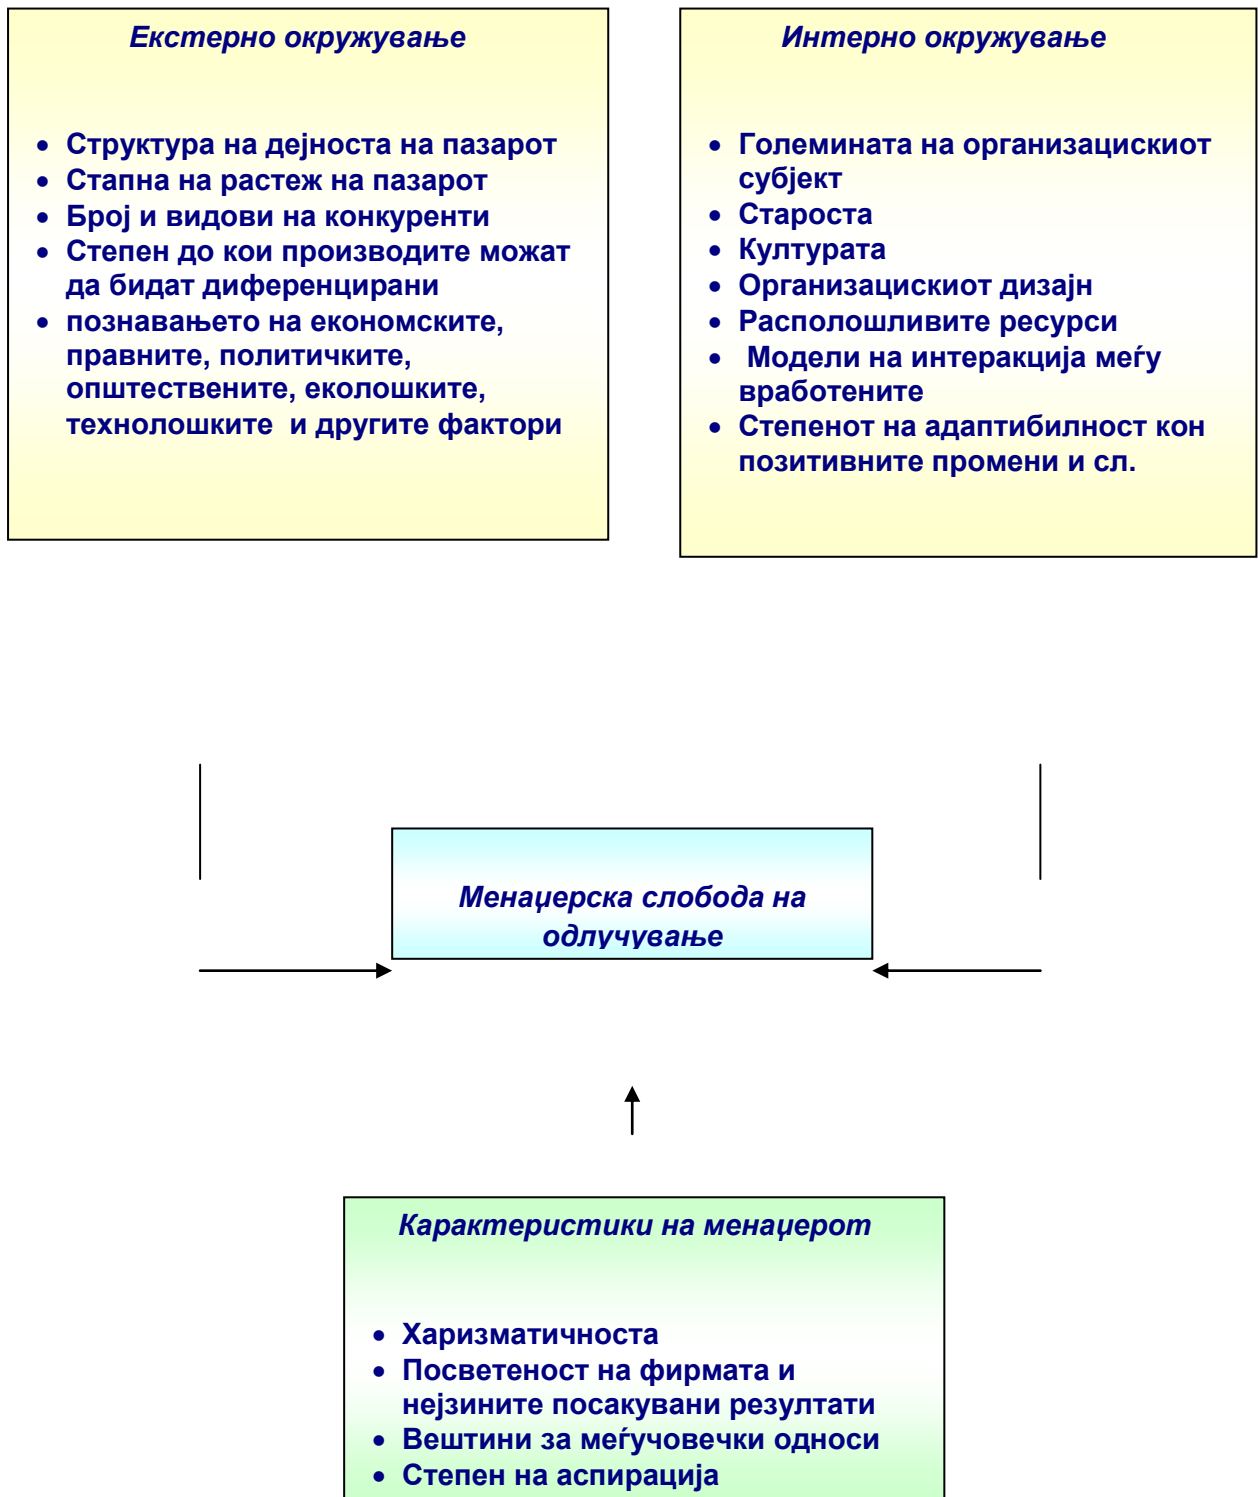 Екстерно окружување
• Структура на дејноста на пазарот
• Стапна на растеж на пазарот
• Број и видови на конкуренти
• Степен до кои производите можат
да бидат диференцирани
• познавањето на економските,
правните, политичките,
општествените, еколошките,
технолошките и другите фактори
Интерно окружување
• Големината на организацискиот
субјект
• Староста
• Културата
• Организацискиот дизајн
• Располошливите ресурси
• Модели на интеракција меѓу
вработените
• Степенот на адаптибилност кон
позитивните промени и сл.
Менаџерска слобода на
одлучување
Карактеристики на менаџерот
• Харизматичноста
• Посветеност на фирмата и
нејзините посакувани резултати
• Вештини за меѓучовечки односи
• Степен на аспирација